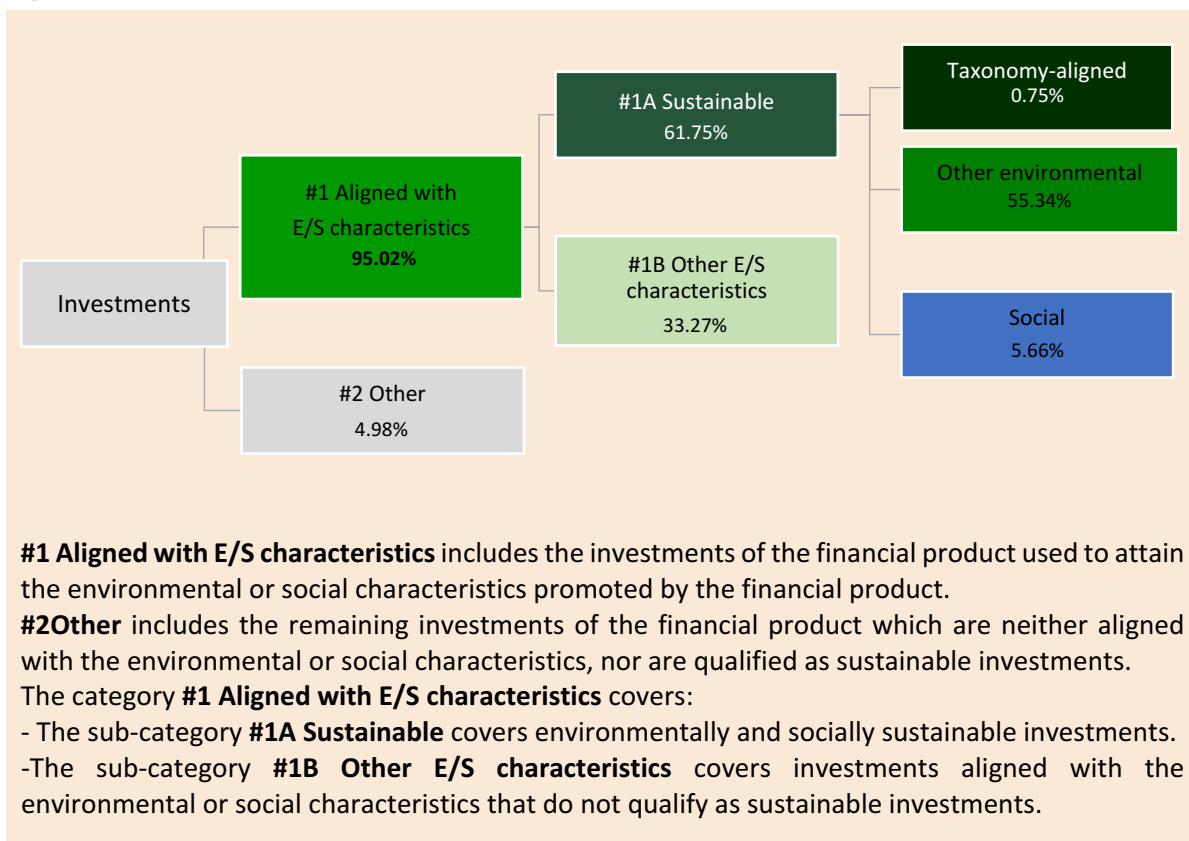 Taxonomy-aligned
0.75%
#1A Sustainable
61.75%
Other environmental
55.34%
#1 Aligned with
E/S characteristics
95.02%
#1B Other E/S
characteristics
33.27%
Investments
Social
5.66%
#2 Other
4.98%
#1 Aligned with E/S characteristics includes the investments of the financial product used to attain
the environmental or social characteristics promoted by the financial product.
#2Other includes the remaining investments of the financial product which are neither aligned
with the environmental or social characteristics, nor are qualified as sustainable investments.
The category #1 Aligned with E/S characteristics covers:
- The sub-category #1A Sustainable covers environmentally and socially sustainable investments.
-The sub-category #1B Other E/S characteristics covers investments aligned with the
environmental or social characteristics that do not qualify as sustainable investments.